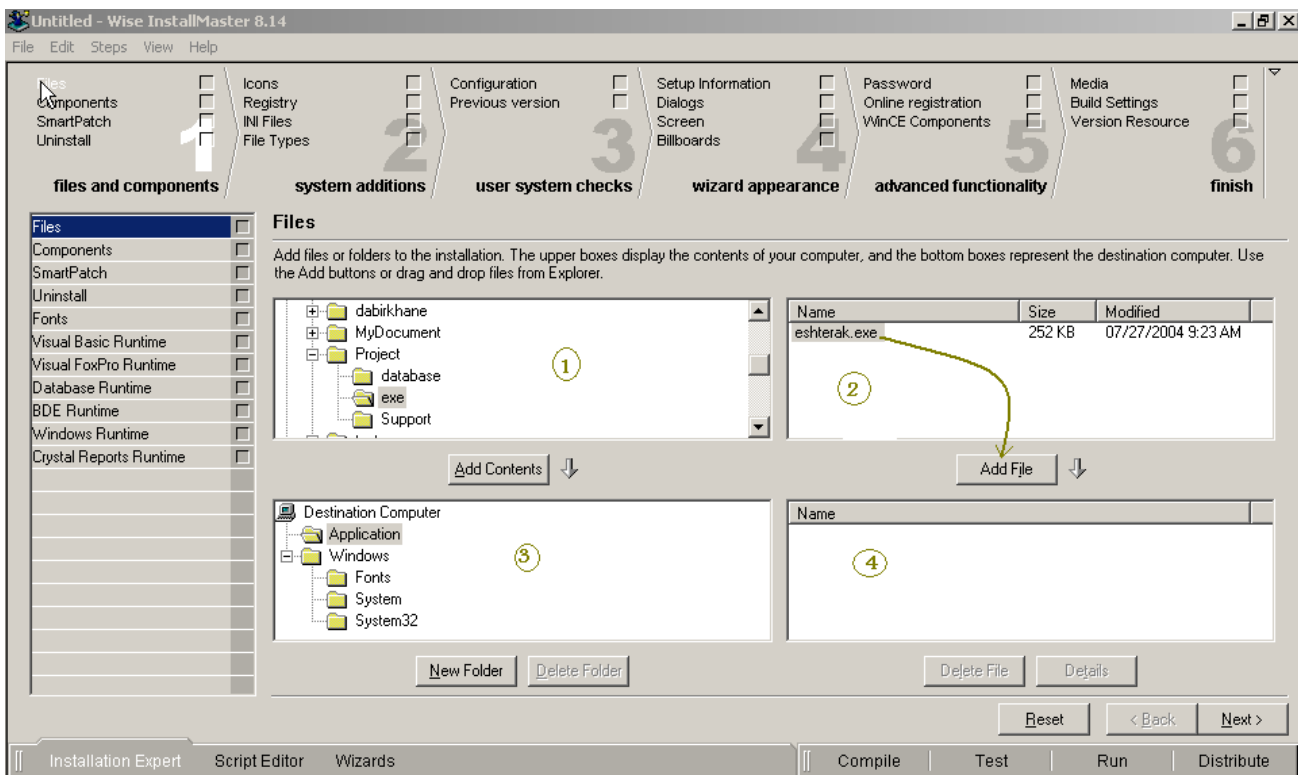 Untitled - Wise InstallMaster 8.14
File Edit Steps View Help
Files
Components
SmartPatch
Uninstall
1
files and components
Icons
Registry
INI Files
File Types
2
system additions
Configuration
Previous version
3
user system checks
Setup Information
Dialogs
Screen
Billboards
4
wizard appearance
Password
Online registration
WinCE Components
5
advanced functionality
Media
Build Settings
Version Resource
6
finish
Files
Components
SmartPatch
Uninstall
Fonts
Visual Basic Runtime
Visual FoxPro Runtime
Database Runtime
BDE Runtime
Windows Runtime
Crystal Reports Runtime
Files
Add files or folders to the installation. The upper boxes display the contents of your computer, and the bottom boxes represent the destination computer. Use
the Add buttons or drag and drop files from Explorer.
dabirkhane
MyDocument
Project
database
exe
Support
1
Name Size Modified
eshterak.exe 252 KB 07/27/2004 9:23 AM
2
Add Contents
Add File
Destination Computer
Application
Windows
Fonts
System
System32
3
Name
4
New Folder Delete Folder
Delete File Details
Reset < Back Next >
Installation Expert Script Editor Wizards
Compile Test Run Distribute